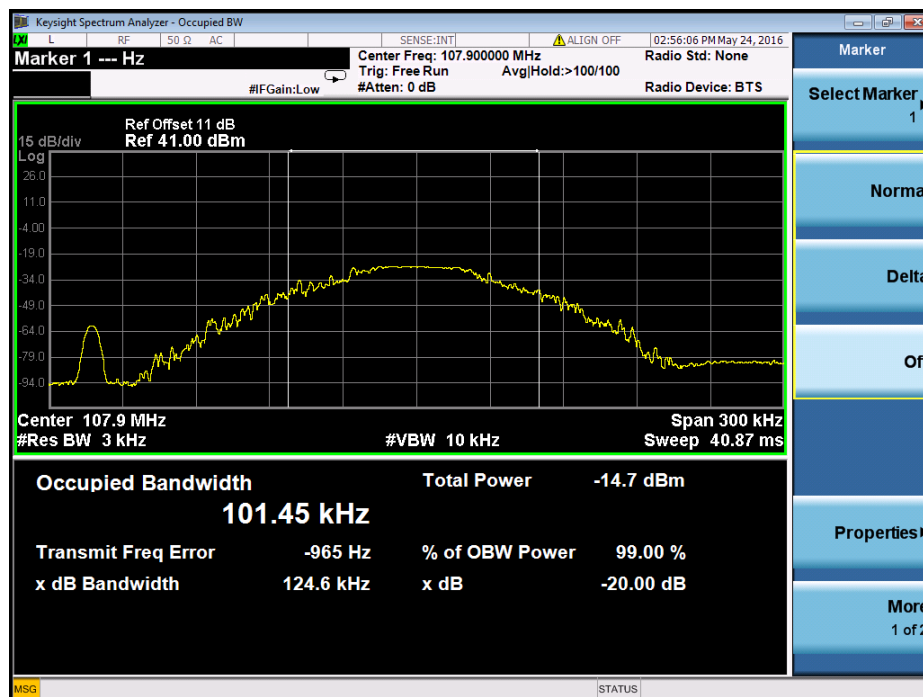 Keysight Spectrum Analyzer - Occupied BW
LXI L RF 50 Ω AC SENSE:INT ALIGN OFF 02:56:06 PM May 24, 2016
Marker 1 --- Hz
Center Freq: 107.900000 MHz
Radio Std: None
Trig: Free Run Avg|Hold:>100/100
#IFGain:Low
#Atten: 0 dB
Radio Device: BTS
Ref Offset 11 dB
15 dB/div Ref 41.00 dBm
Log
26.0
11.0
-4.00
-19.0
-34.0
-49.0
-64.0
-79.0
-94.0
Center 107.9 MHz
Span 300 kHz
#Res BW 3 kHz
#VBW 10 kHz
Sweep 40.87 ms
Occupied Bandwidth
Total Power -14.7 dBm
101.45 kHz
Transmit Freq Error -965 Hz
% of OBW Power 99.00 %
x dB Bandwidth 124.6 kHz
x dB -20.00 dB
Marker
Select Marker
1
Norma
Delta
Of
Properties
More
1 of 2
MSG
STATUS